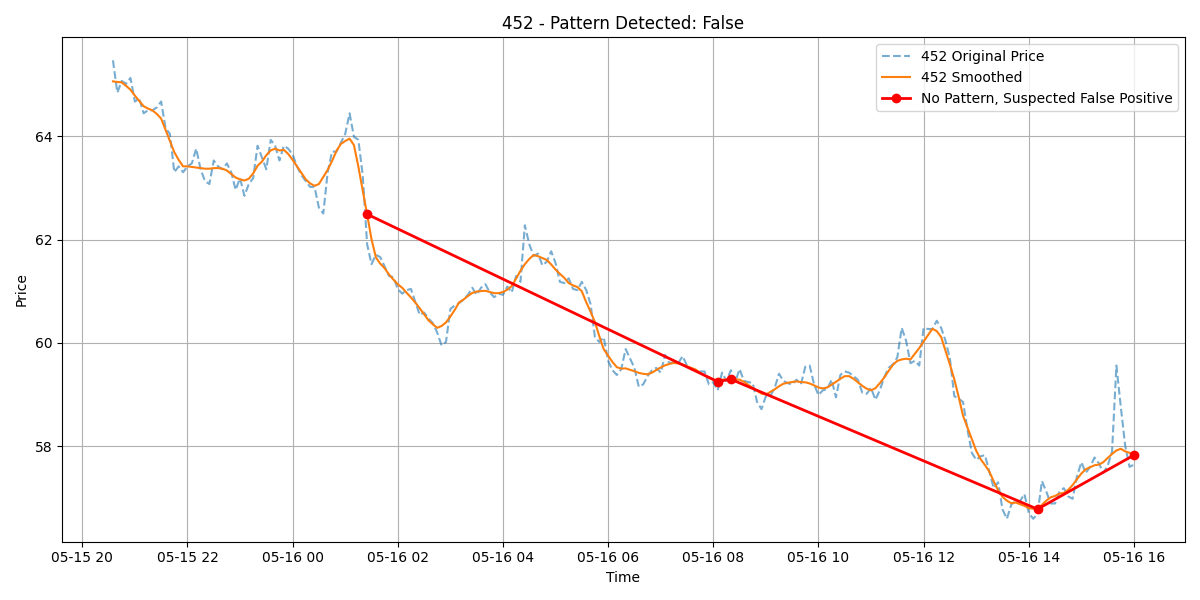 452 - Pattern Detected: False
452 Original Price
452 Smoothed
No Pattern, Suspected False Positive
Price
64
62
60
58
05-15 20 05-15 22 05-16 00 05-16 02 05-16 04 05-16 06 05-16 08 05-16 10 05-16 12 05-16 14 05-16 16
Time